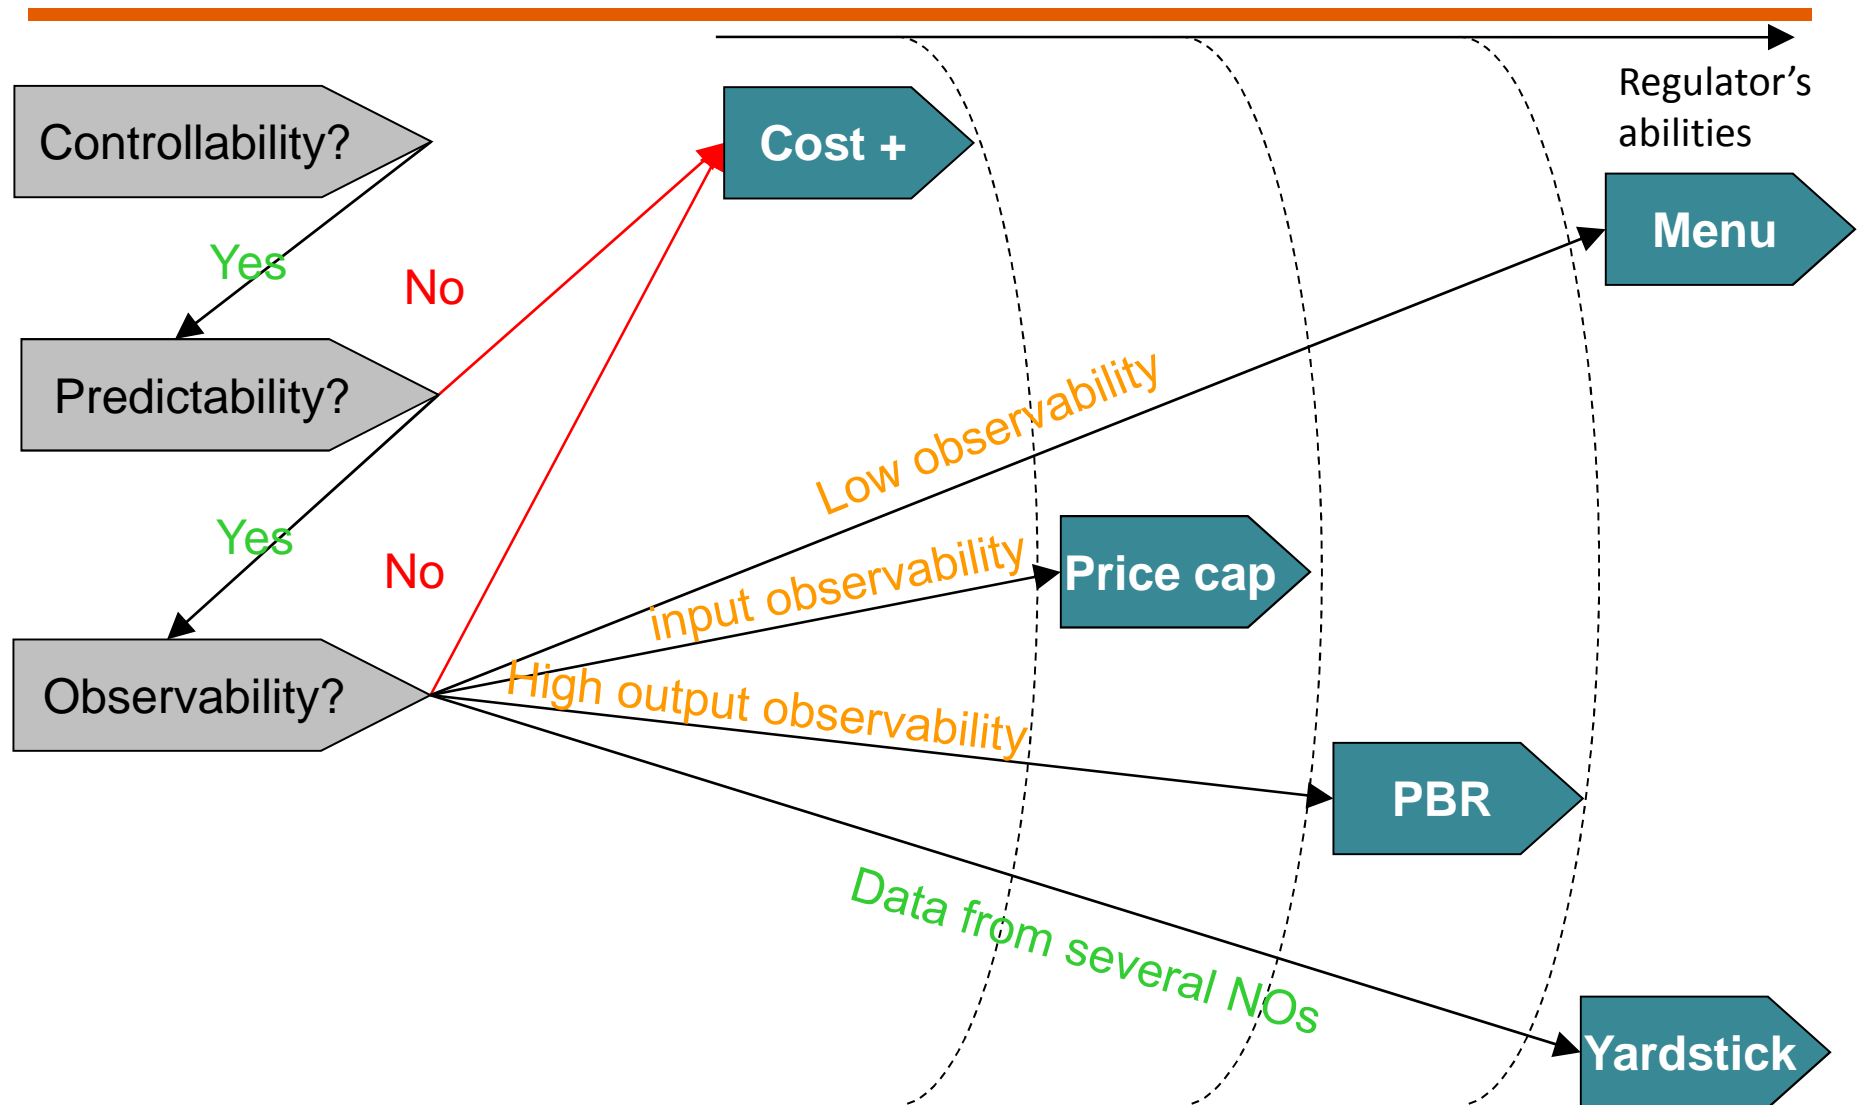 Regulator’s
abilities
Controllability?
Cost +
Menu
Yes
No
Predictability?
Low observability
Yes
No
input observability
Price cap
High output observability
Observability?
PBR
Data from several NOs
Yardstick